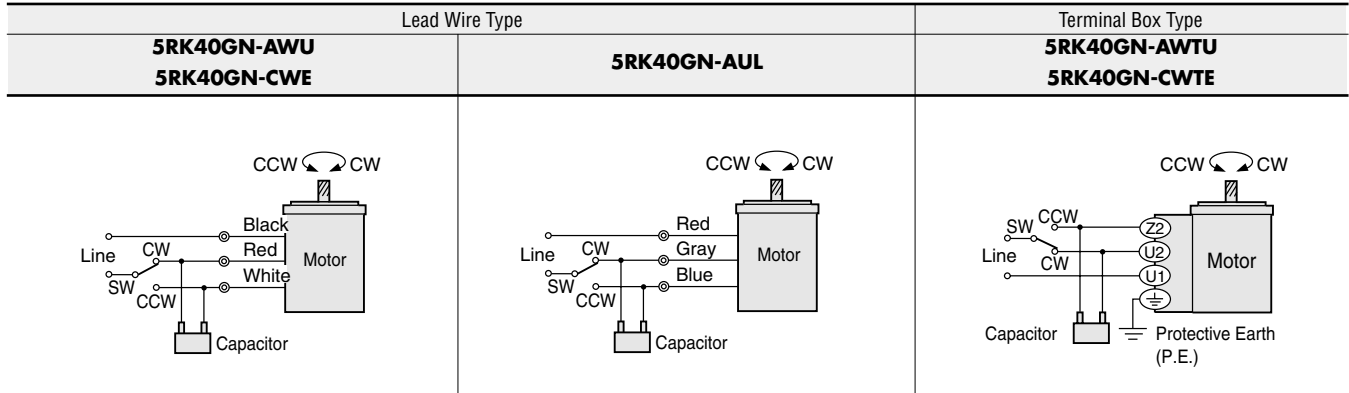 Lead Wire Type
Terminal Box Type
5RK40GN-AWU
5RK40GN-CWE
5RK40GN-AUL
5RK40GN-AWTU
5RK40GN-CWTE
CCW CW
Black
Line CW Red
SW White
CCW
Motor
Capacitor
CCW CW
Red
Line CW Gray
SW Blue
CCW
Motor
Capacitor
CCW CW
SW CCW Z2
Line CW U2
U1
Motor
Capacitor
Protective Earth
(P.E.)